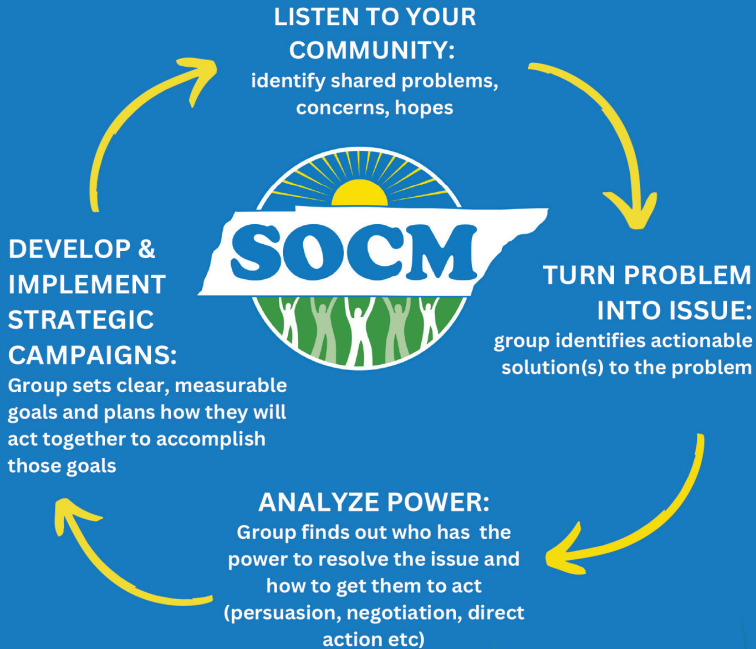 LISTEN TO YOUR
COMMUNITY:
identify shared problems,
concerns, hopes
SOCM
TURN PROBLEM
INTO ISSUE:
group identifies actionable
solution(s) to the problem
ANALYZE POWER:
Group finds out who has the
power to resolve the issue and
how to get them to act
(persuasion, negotiation, direct
action etc)
DEVELOP &
IMPLEMENT
STRATEGIC
CAMPAIGNS:
Group sets clear, measurable
goals and plans how they will
act together to accomplish
those goals